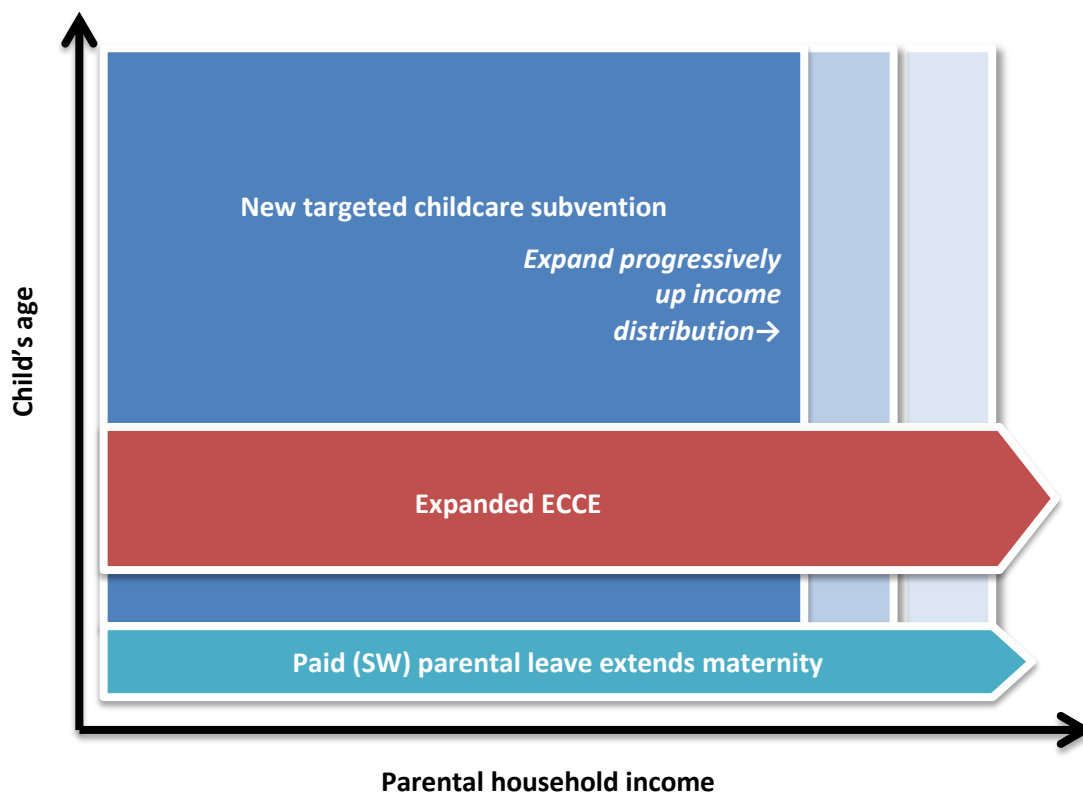 New targeted childcare subvention
Expand progressively
up income
distribution→
Child's age
Expanded ECCE
Paid (SW) parental leave extends maternity
Parental household income